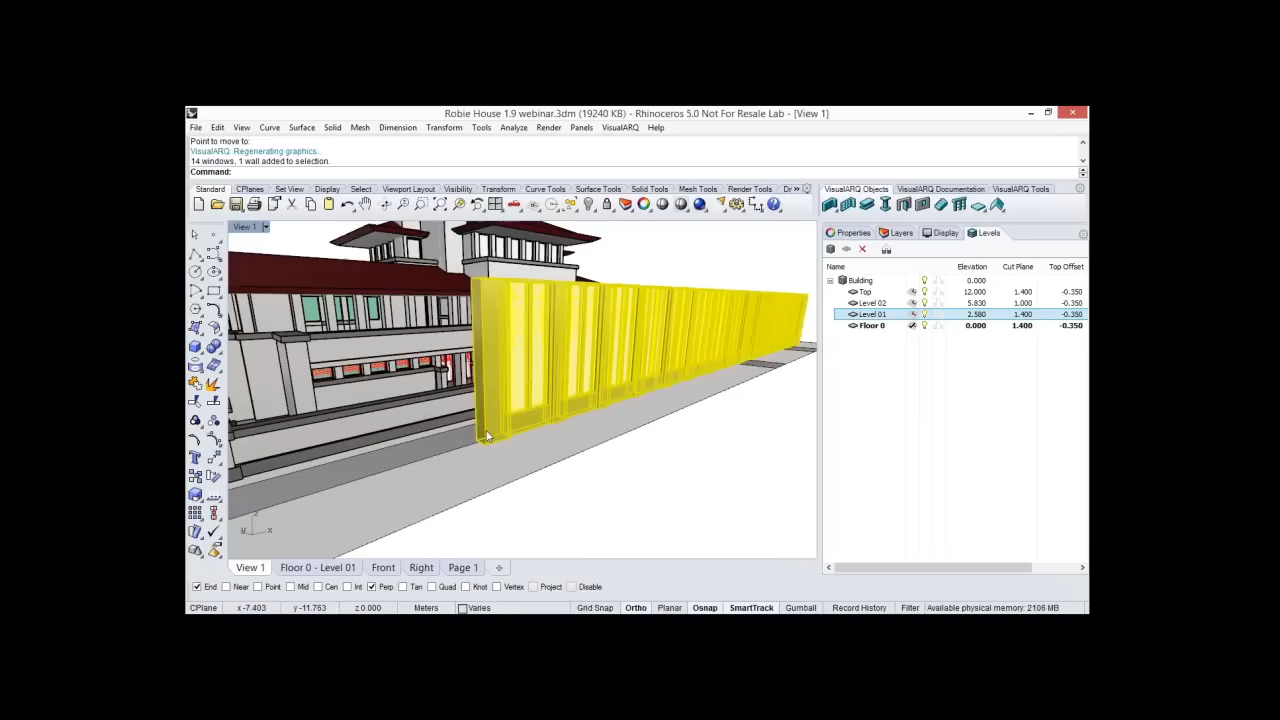 Robie House 1.9 webinar.3dm (19240 KB) - Rhinoceros 5.0 Not For Resale Lab - [View 1]
File Edit View Curve Surface Solid Mesh Dimension Transform Tools Analyze Render Panels VisualARQ Help
Point to move to:
VisualARQ: Regenerating graphics...
14 windows, 1 wall added to selection.
Command:
Standard CPlanes Set View Display Select Viewport Layout Visibility Transform Curve Tools Surface Tools Solid Tools Mesh Tools Render Tools Dr »
VisualARQ Objects VisualARQ Documentation VisualARQ Tools
View 1
Properties Layers Display Levels
Name Elevation Cut Plane Top Offset
Building 0.000
Top 12.000 1.400 -0.350
Level 02 5.830 1.000 -0.350
Level 01 2.580 1.400 -0.350
Floor 0 0.000 1.400 -0.350
z
y x
View 1 Floor 0 - Level 01 Front Right Page 1
End Near Point Mid Cen Int Perp Tan Quad Knot Vertex Project Disable
CPlane x -7.403 y -11.763 z 0.000 Meters Varies Grid Snap Ortho Planar Osnap SmartTrack Gumball Record History Filter Available physical memory: 2106 MB